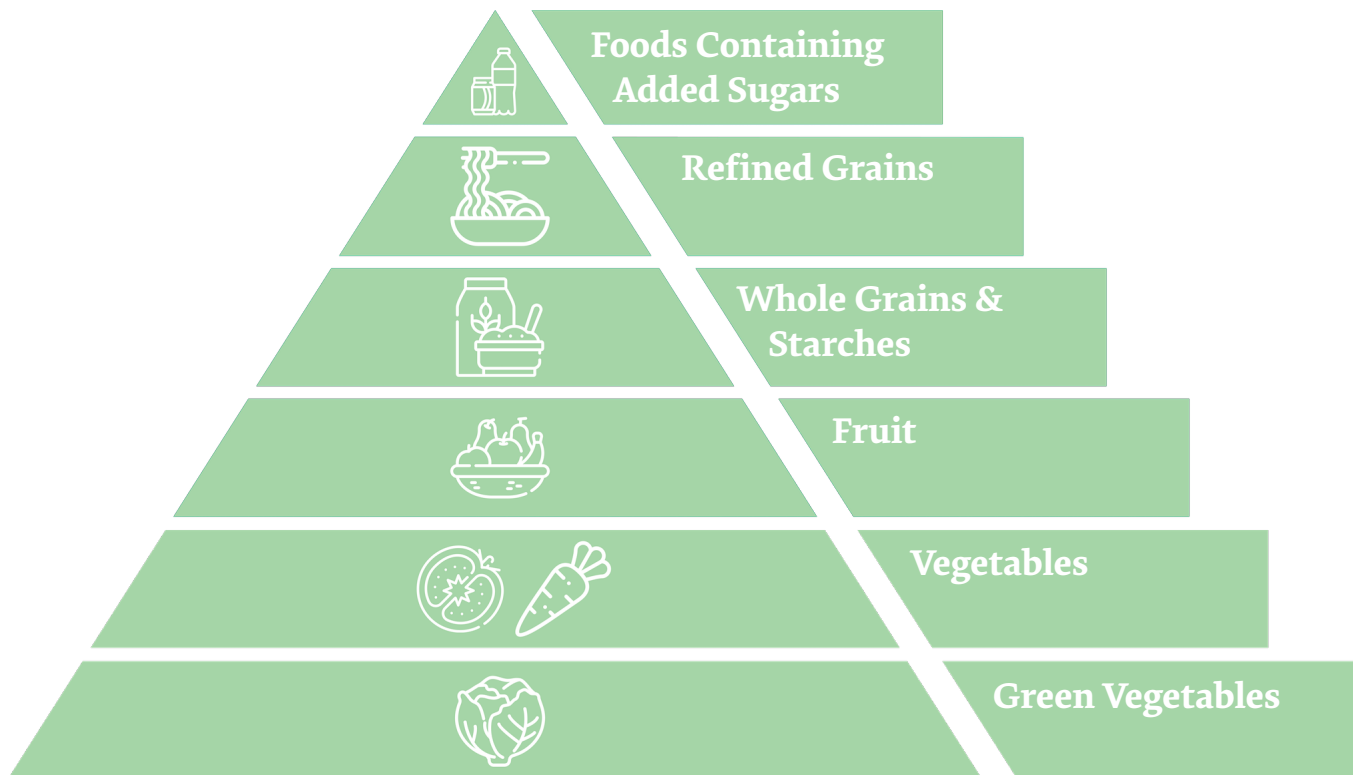 Foods Containing
Added Sugars
Refined Grains
Whole Grains &
Starches
Fruit
Vegetables
Green Vegetables